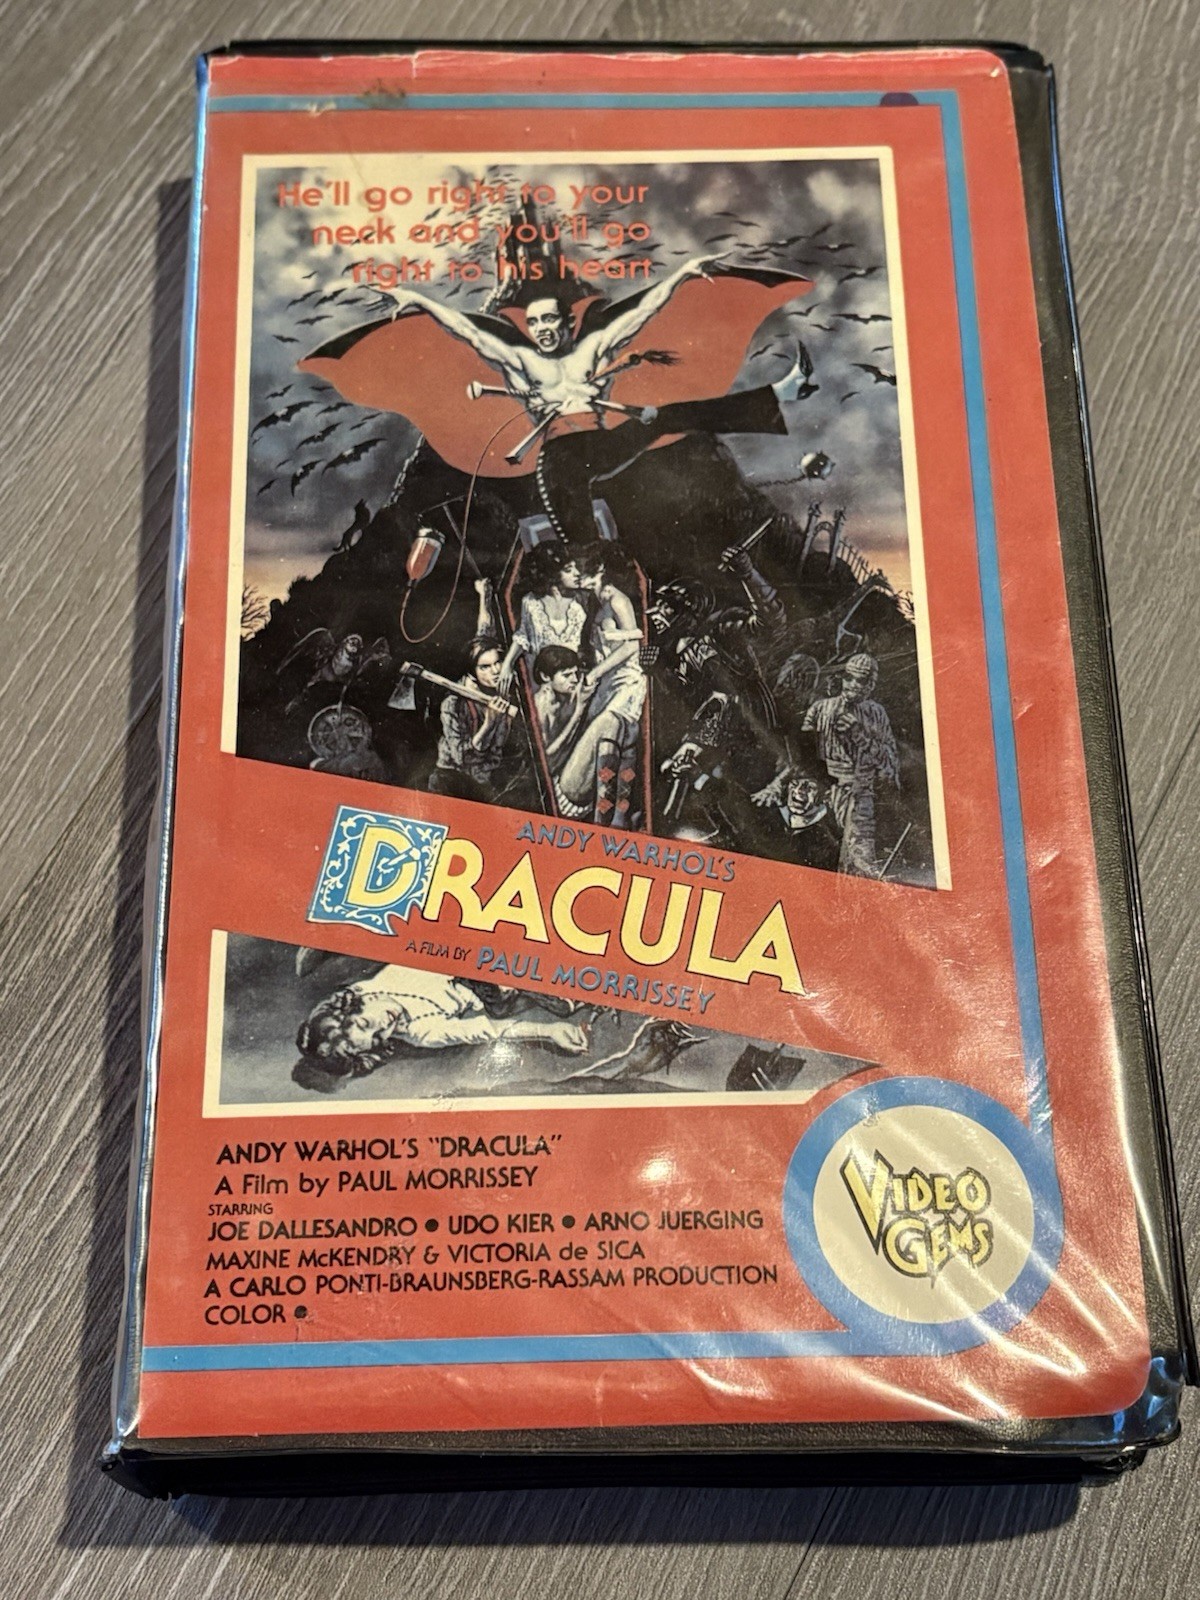 He'll go right to your
neck and you'll go
right to his heart
ANDY WARHOL'S
DRACULA
A FILM BY PAUL MORRISSEY
ANDY WARHOL'S "DRACULA"
A Film by PAUL MORRISSEY
STARRING
JOE DALLESANDRO • UDO KIER • ARNO JUERGING
MAXINE McKENDRY & VICTORIA de SICA
A CARLO PONTI-BRAUNSBERG-RASSAM PRODUCTION
COLOR •
VIDEO
GEMS